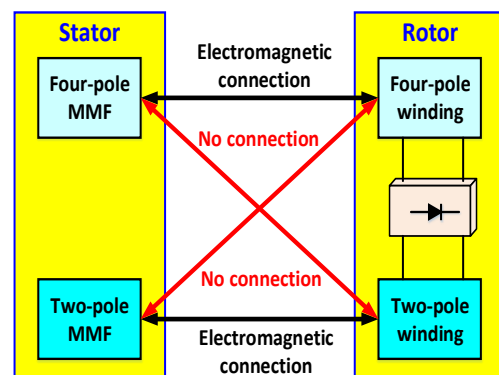 Stator
Rotor
Electromagnetic
connection
Four-pole
MMF
Four-pole
winding
No connection
No connection
Two-pole
MMF
Two-pole
winding
Electromagnetic
connection